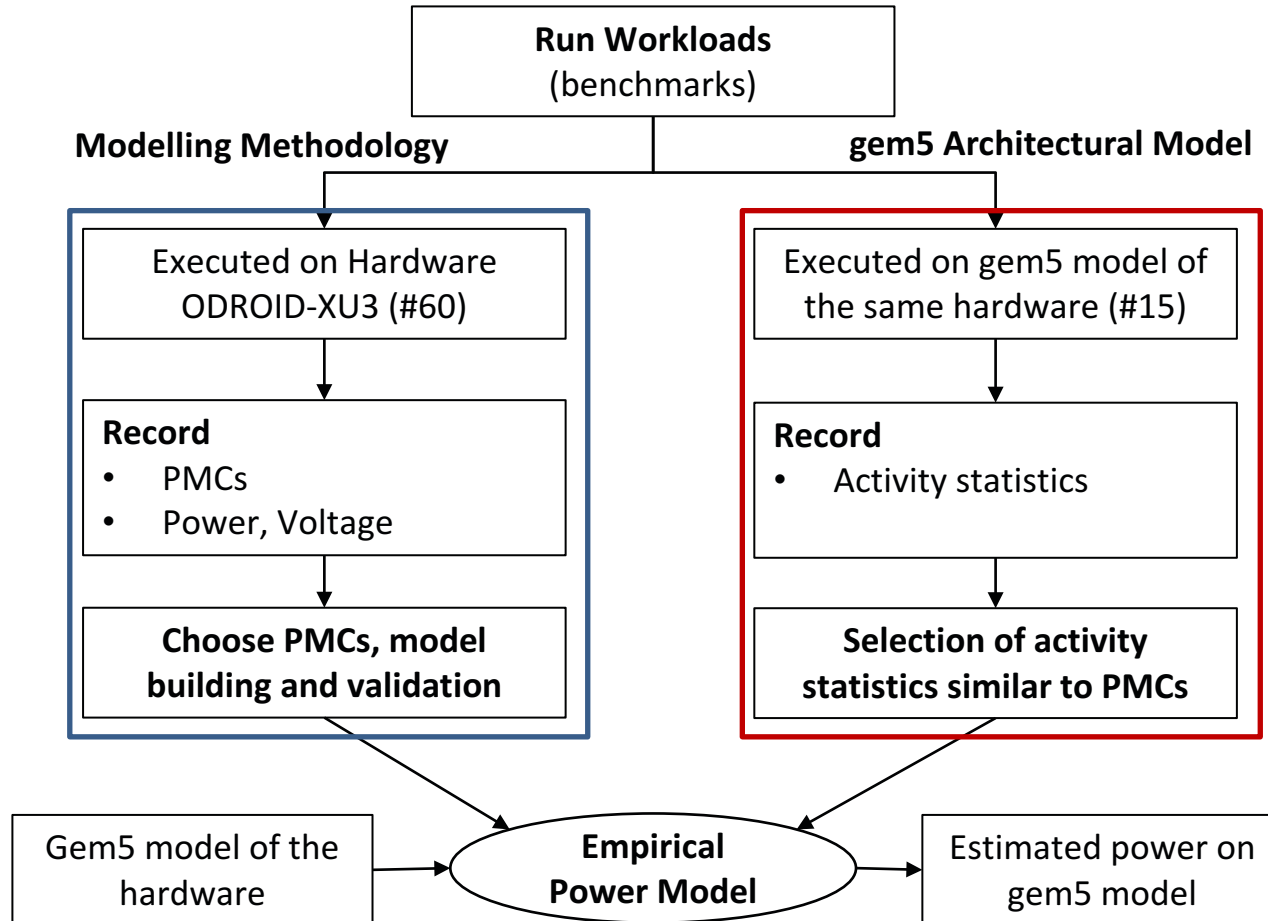 Run Workloads
(benchmarks)
Modelling Methodology
gem5 Architectural Model
Executed on Hardware
ODROID-XU3 (#60)
Record
• PMCs
• Power, Voltage
Choose PMCs, model
building and validation
Executed on gem5 model of
the same hardware (#15)
Record
• Activity statistics
Selection of activity
statistics similar to PMCs
Gem5 model of the
hardware
Empirical
Power Model
Estimated power on
gem5 model